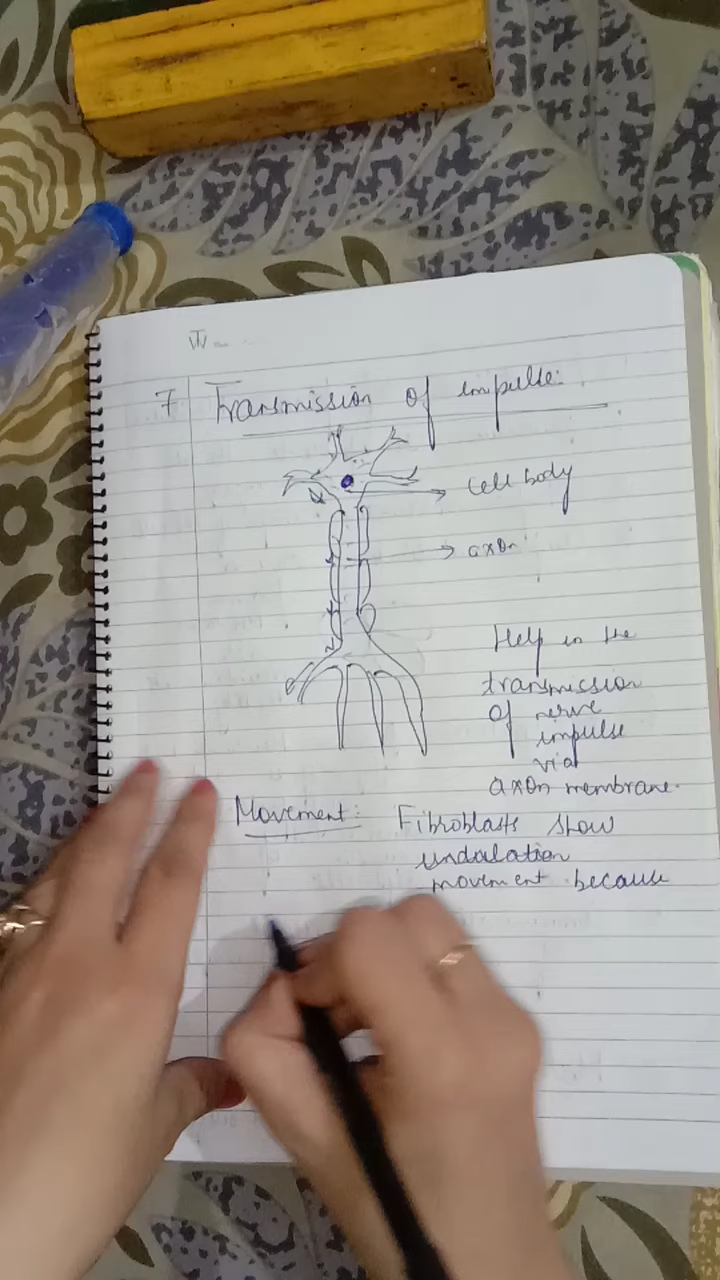 7 Transmission of impulse:
Cell body
axon
Help in the
transmission
of nerve
impulse
via
axon membrane.
Movement: Fibroblasts show
undalation
movement because